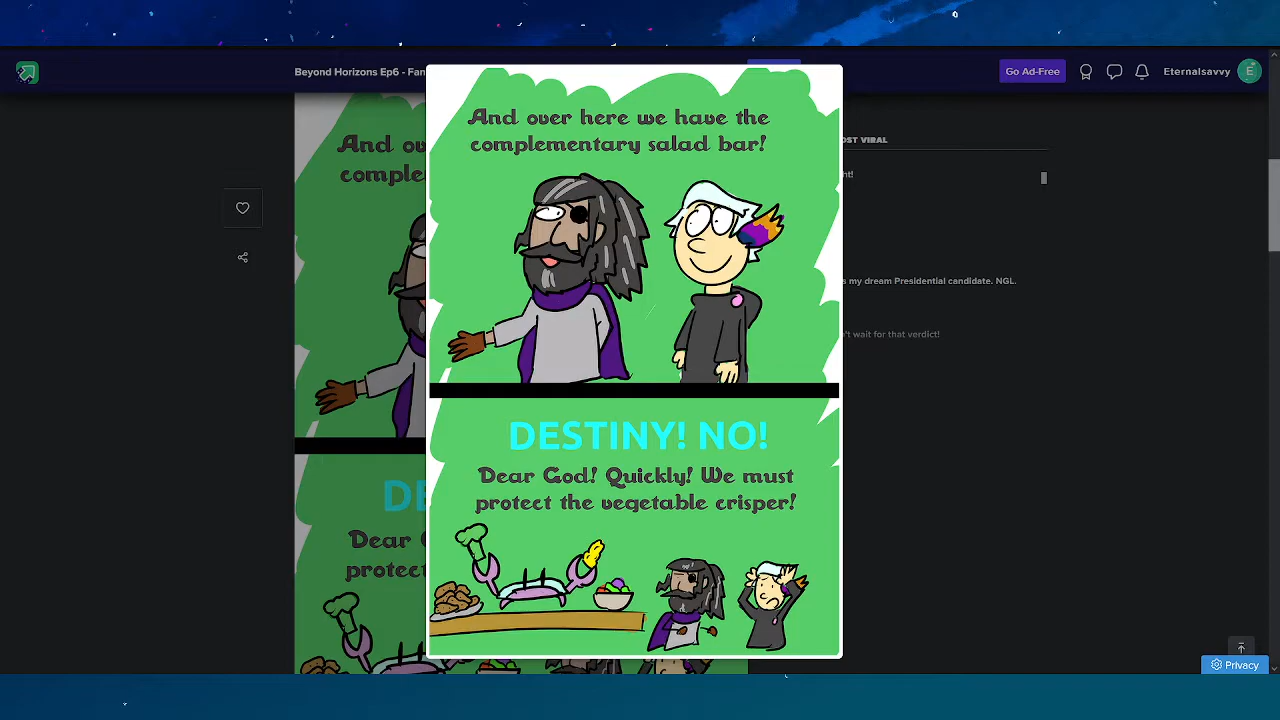 Beyond Horizons Ep6 - Fan
Go Ad-Free
Eternalsavvy
E
And over here we have the
complementary salad bar!
DESTINY! NO!
Dear God! Quickly! We must
protect the vegetable crisper!
And
comple
DE
Dear
protect
OST VIRAL
ht!
s my dream Presidential candidate. NGL.
't wait for that verdict!
Privacy